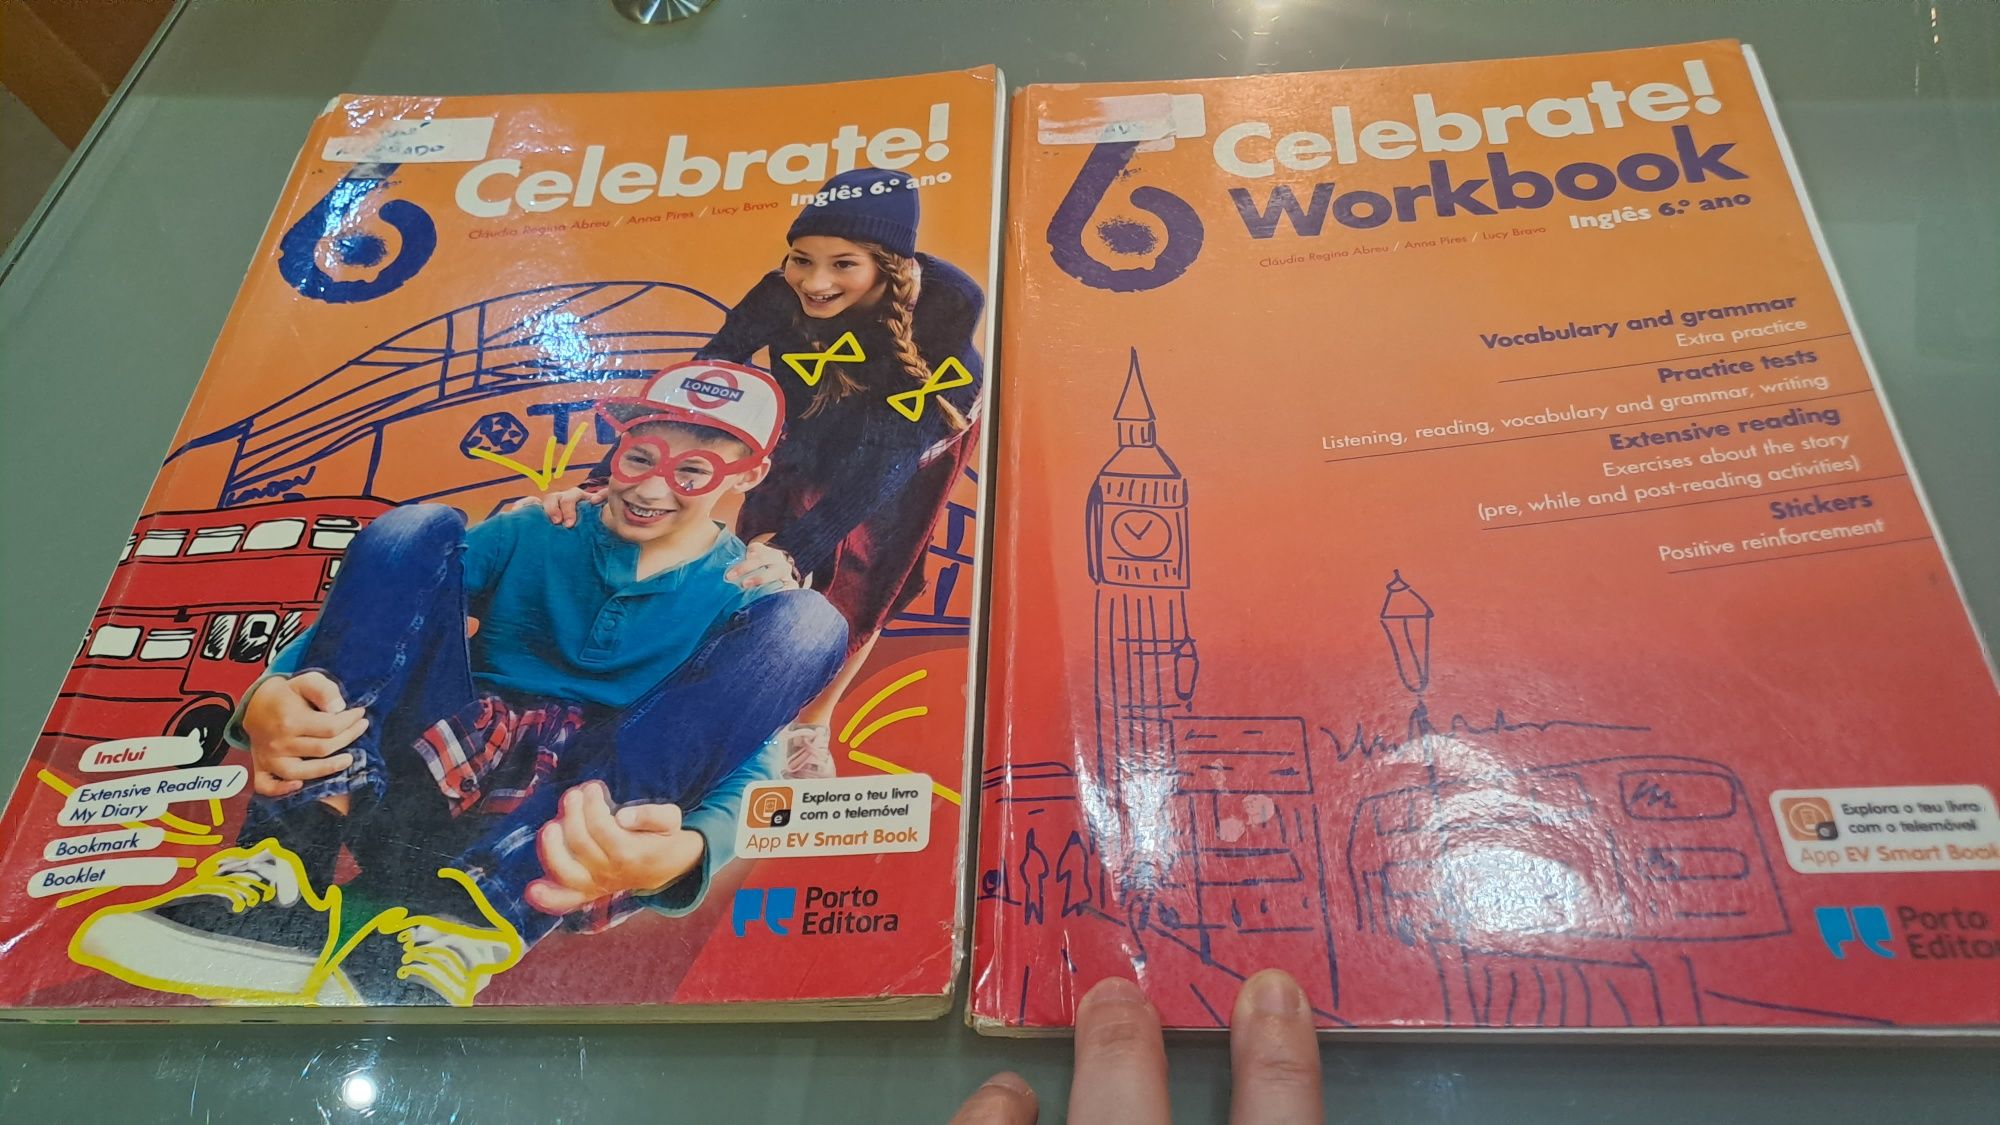 6
Celebrate!
Inglês 6.º ano
Cláudia Regina Abreu / Anna Pires / Lucy Bravo
LONDON
LONDON
Inclui
Extensive Reading /
My Diary
Bookmark
Booklet
Explora o teu livro
com o telemóvel
App EV Smart Book
Porto
Editora
6
Celebrate!
Workbook
Inglês 6.º ano
Cláudia Regina Abreu / Anna Pires / Lucy Bravo
Vocabulary and grammar
Extra practice
Practice tests
Listening, reading, vocabulary and grammar, writing
Extensive reading
Exercises about the story
(pre, while and post-reading activities)
Stickers
Positive reinforcement
Explora o teu livro
com o telemóvel
App EV Smart Book
Porto
Edito